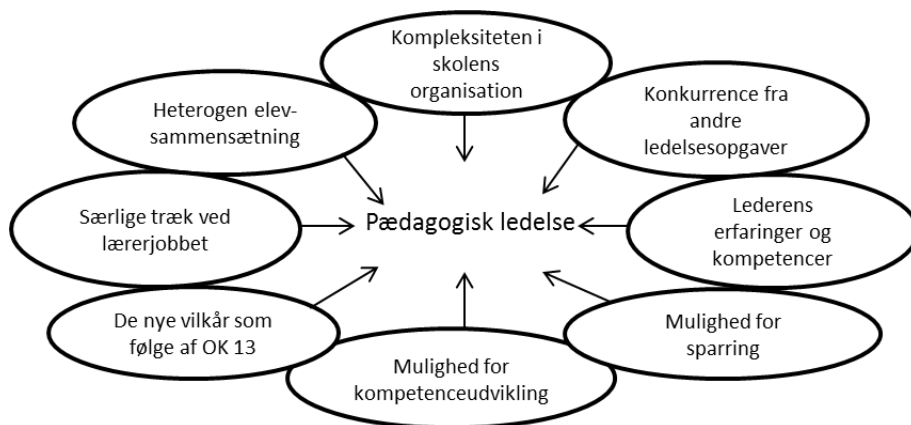 Kompleksiteten i
skolens
organisation
Heterogen elev-
sammensætning
Konkurrence fra
andre
ledelsesopgaver
Særlige træk ved
lærerjobbet
Pædagogisk ledelse
Lederens
erfaringer og
kompetencer
De nye vilkår som
følge af OK 13
Mulighed for
kompetenceudvikling
Mulighed for
sparring